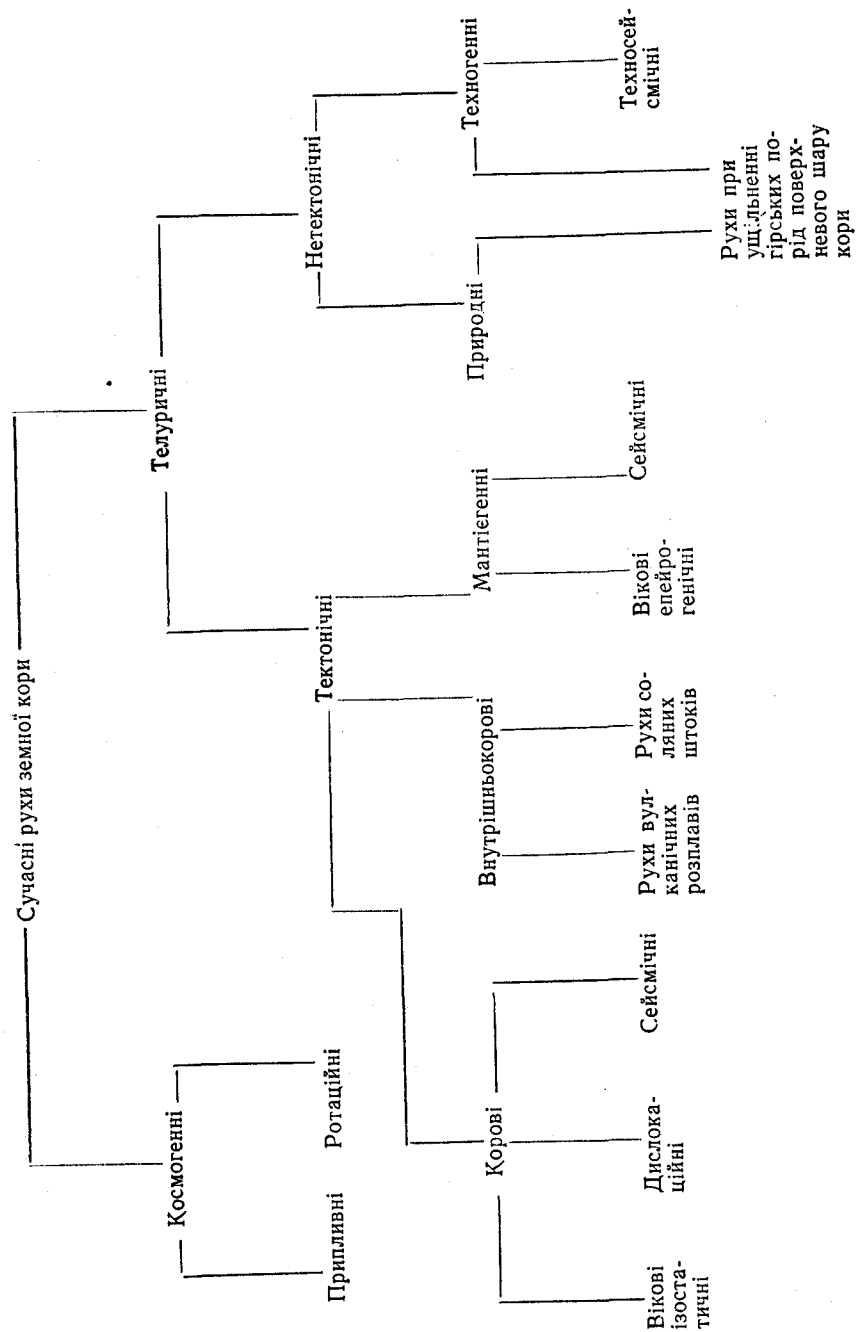 Сучасні рухи земної кори
Космогенні
Телуричні
Припливні
Ротаційні
Тектонічні
Нетектонічні
Корові
Внутрішньокорові
Мантієгенні
Природні
Техногенні
Вікові
ізоста-
тичні
Дислока-
ційні
Сейсмічні
Рухи вул-
канічних
розплавів
Рухи со-
ляних
штоків
Вікові
епейро-
генічні
Сейсмічні
Рухи при
ущільненні
гірських по-
рід поверх-
невого шару
кори
Техносей-
смічні